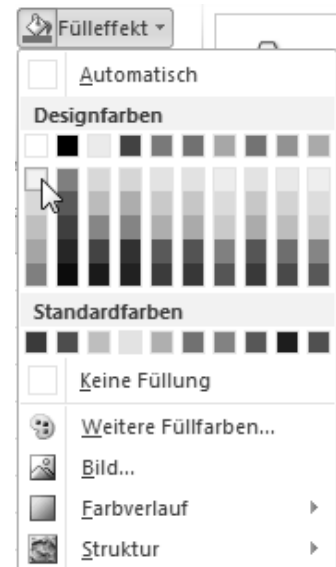 Fülleffekt
Automatisch
Designfarben
Standardfarben
Keine Füllung
Weitere Füllfarben...
Bild...
Farbverlauf
Struktur